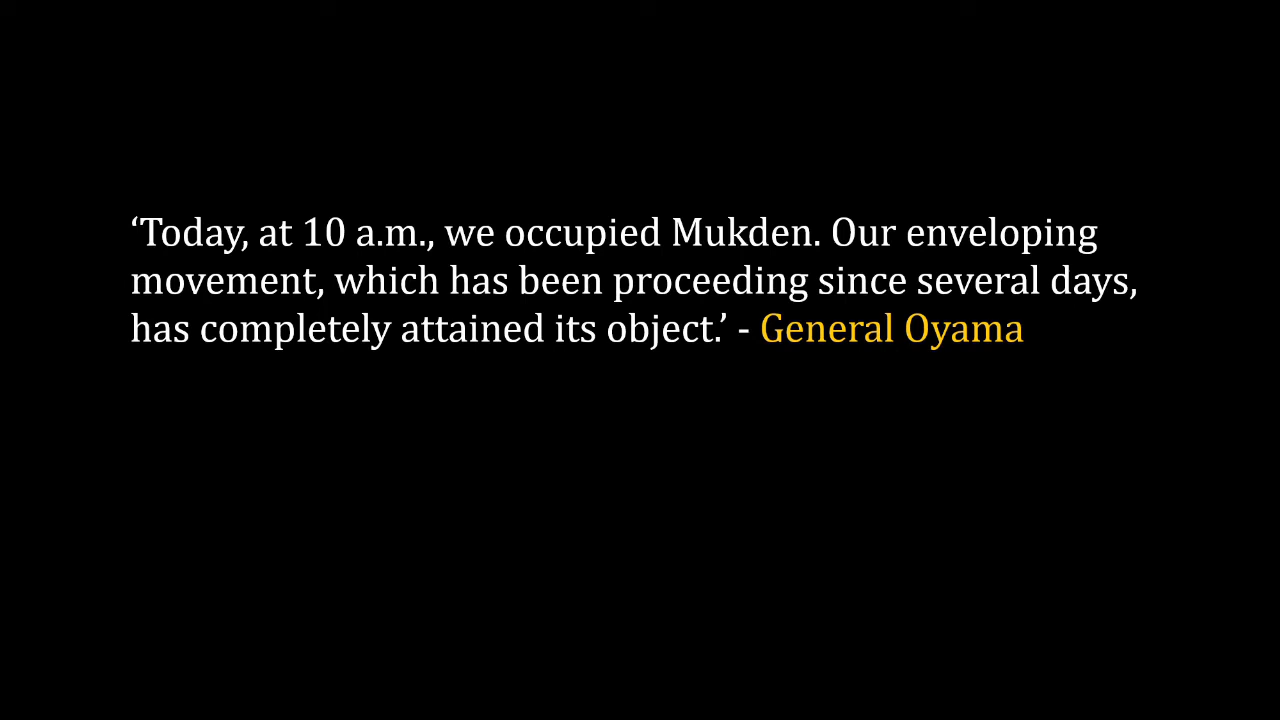 ‘Today, at 10 a.m., we occupied Mukden. Our enveloping
movement, which has been proceeding since several days,
has completely attained its object.’ - General Oyama